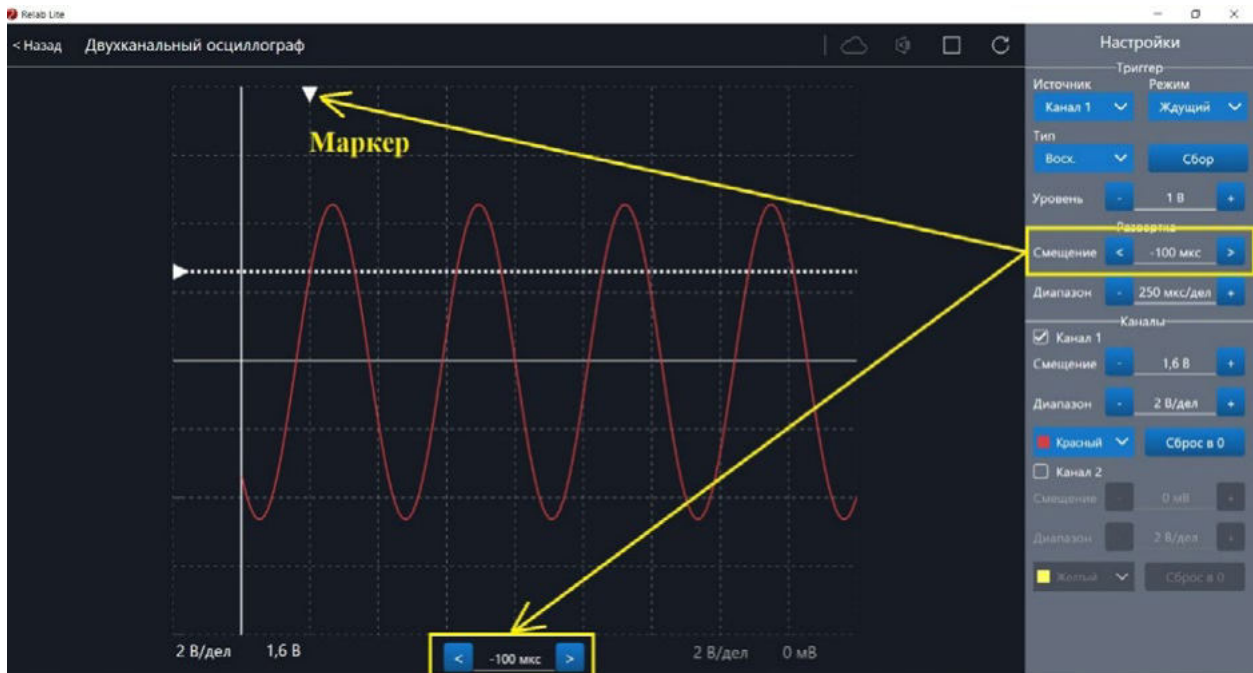 Relab Lite
< Назад Двухканальный осциллограф
Настройки
Триггер
Источник Режим
Канал 1 Ждущий
Тип
Восх. Сбор
Уровень - 1 В +
Развертка
Смещение < -100 мкс >
Диапазон - 250 мкс/дел +
Каналы
Канал 1
Смещение - 1,6 В +
Диапазон - 2 В/дел +
Красный Сброс в 0
Канал 2
Смещение - 0 мВ +
Диапазон - 2 В/дел +
Желтый Сброс в 0
Маркер
2 В/дел 1,6 В < -100 мкс > 2 В/дел 0 мВ